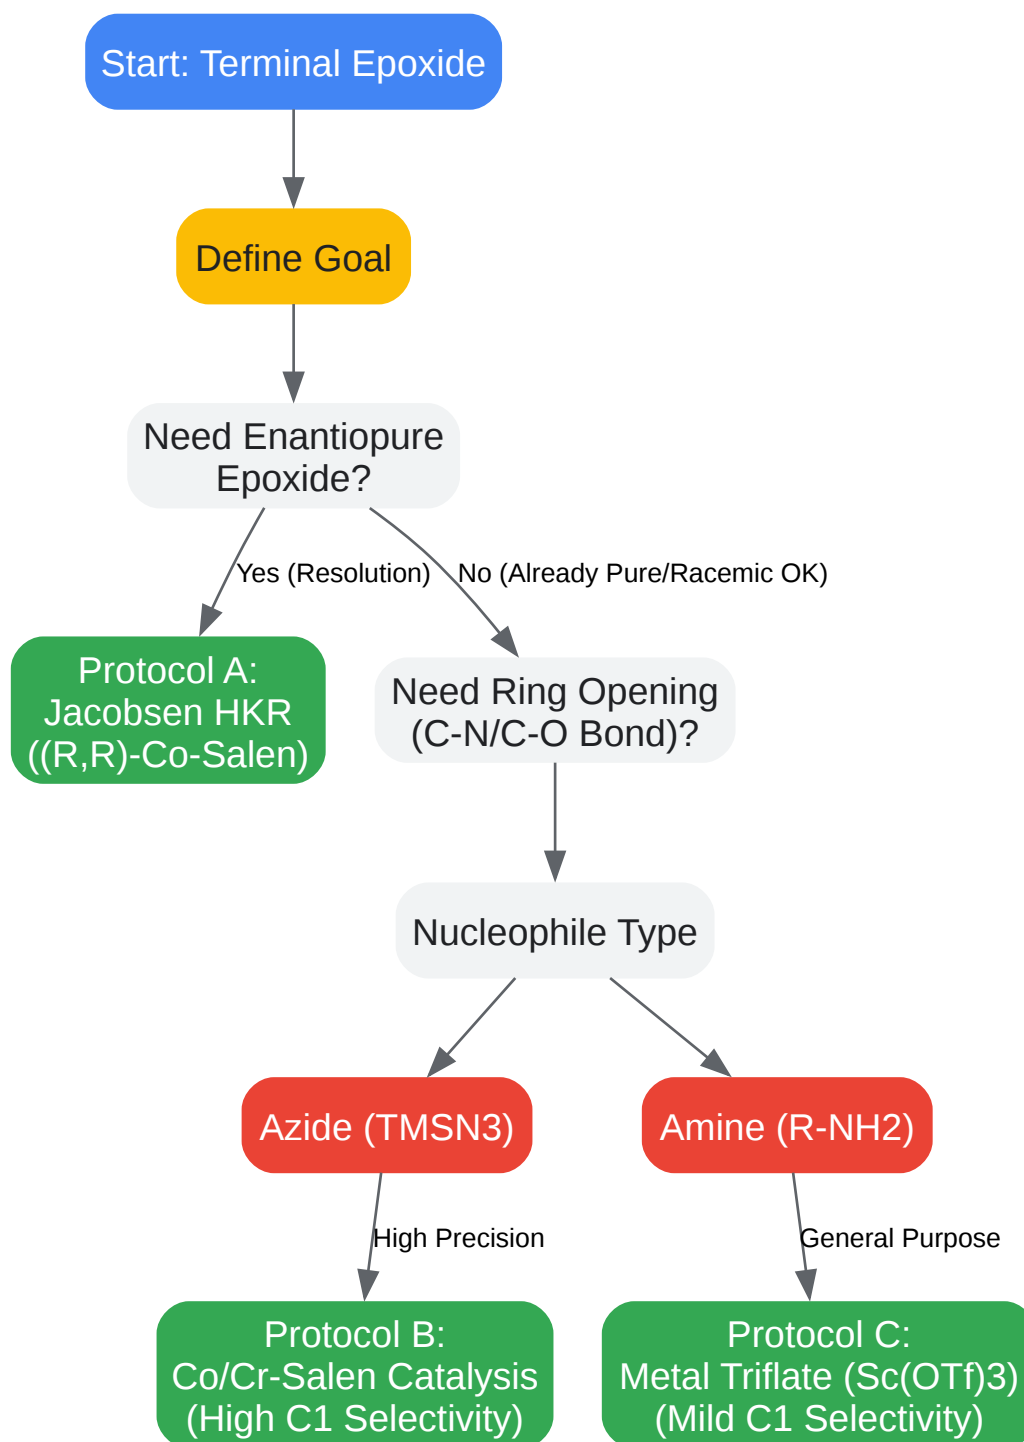 Start: Terminal Epoxide
Define Goal
Need Enantiopure
Epoxide?
Yes (Resolution)
No (Already Pure/Racemic OK)
Protocol A:
Jacobsen HKR
((R,R)-Co-Salen)
Need Ring Opening
(C-N/C-O Bond)?
Nucleophile Type
Azide (TMSN3)
Amine (R-NH2)
High Precision
General Purpose
Protocol B:
Co/Cr-Salen Catalysis
(High C1 Selectivity)
Protocol C:
Metal Triflate (Sc(OTf)3)
(Mild C1 Selectivity)